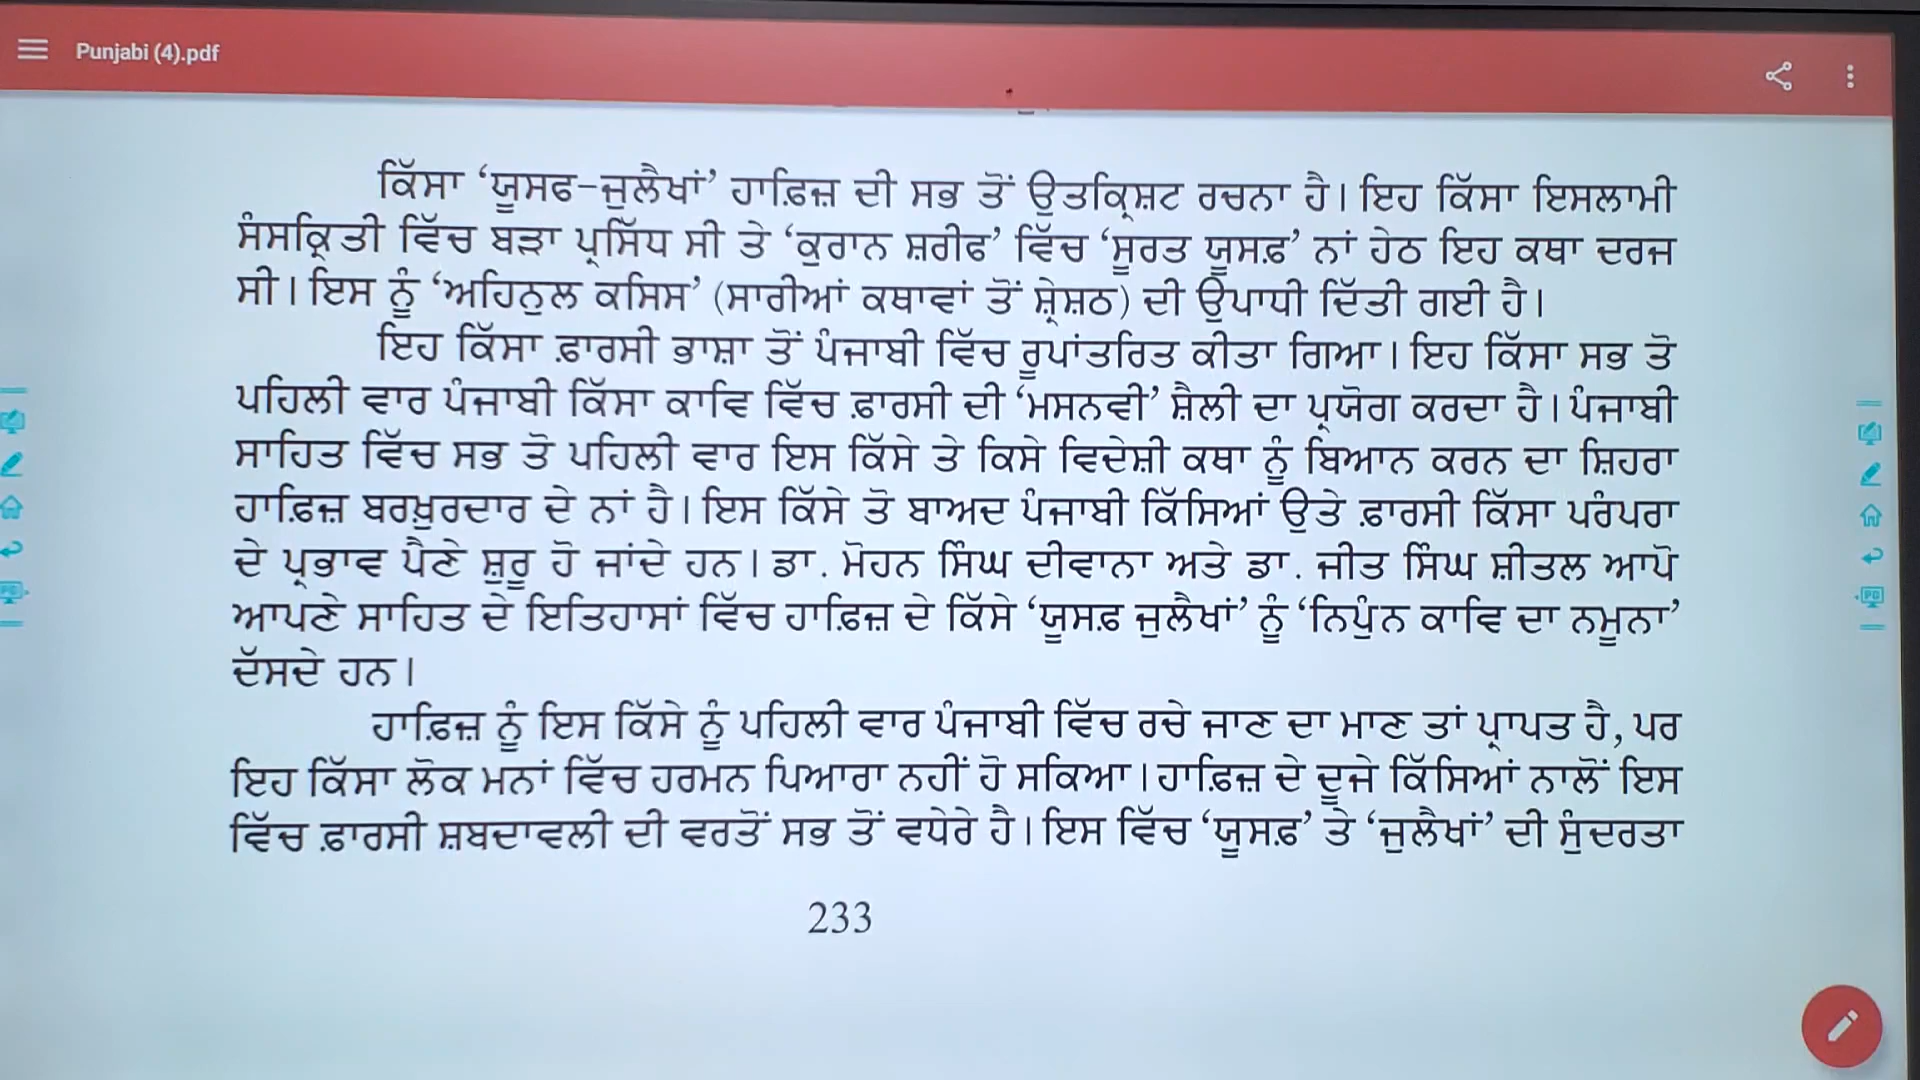 Punjabi (4).pdf
ਕਿੱਸਾ ‘ਯੂਸਫ-ਜੁਲੈਖਾਂ’ ਹਾਫ਼ਿਜ਼ ਦੀ ਸਭ ਤੋਂ ਉਤਕ੍ਰਿਸ਼ਟ ਰਚਨਾ ਹੈ। ਇਹ ਕਿੱਸਾ ਇਸਲਾਮੀ
ਸੰਸਕ੍ਰਿਤੀ ਵਿੱਚ ਬੜਾ ਪ੍ਰਸਿੱਧ ਸੀ ਤੇ ‘ਕੁਰਾਨ ਸ਼ਰੀਫ’ ਵਿੱਚ ‘ਸੂਰਤ ਯੂਸਫ਼’ ਨਾਂ ਹੇਠ ਇਹ ਕਥਾ ਦਰਜ
ਸੀ। ਇਸ ਨੂੰ ‘ਅਹਿਨੁਲ ਕਸਿਸ’ (ਸਾਰੀਆਂ ਕਥਾਵਾਂ ਤੋਂ ਸ਼੍ਰੇਸ਼ਠ) ਦੀ ਉਪਾਧੀ ਦਿੱਤੀ ਗਈ ਹੈ।
ਇਹ ਕਿੱਸਾ ਫ਼ਾਰਸੀ ਭਾਸ਼ਾ ਤੋਂ ਪੰਜਾਬੀ ਵਿੱਚ ਰੂਪਾਂਤਰਿਤ ਕੀਤਾ ਗਿਆ। ਇਹ ਕਿੱਸਾ ਸਭ ਤੋ
ਪਹਿਲੀ ਵਾਰ ਪੰਜਾਬੀ ਕਿੱਸਾ ਕਾਵਿ ਵਿੱਚ ਫ਼ਾਰਸੀ ਦੀ ‘ਮਸਨਵੀ’ ਸ਼ੈਲੀ ਦਾ ਪ੍ਰਯੋਗ ਕਰਦਾ ਹੈ। ਪੰਜਾਬੀ
ਸਾਹਿਤ ਵਿੱਚ ਸਭ ਤੋ ਪਹਿਲੀ ਵਾਰ ਇਸ ਕਿੱਸੇ ਤੇ ਕਿਸੇ ਵਿਦੇਸ਼ੀ ਕਥਾ ਨੂੰ ਬਿਆਨ ਕਰਨ ਦਾ ਸ਼ਿਹਰਾ
ਹਾਫ਼ਿਜ਼ ਬਰਖ਼ੁਰਦਾਰ ਦੇ ਨਾਂ ਹੈ। ਇਸ ਕਿੱਸੇ ਤੋ ਬਾਅਦ ਪੰਜਾਬੀ ਕਿੱਸਿਆਂ ਉਤੇ ਫ਼ਾਰਸੀ ਕਿੱਸਾ ਪਰੰਪਰਾ
ਦੇ ਪ੍ਰਭਾਵ ਪੈਣੇ ਸ਼ੁਰੂ ਹੋ ਜਾਂਦੇ ਹਨ। ਡਾ. ਮੋਹਨ ਸਿੰਘ ਦੀਵਾਨਾ ਅਤੇ ਡਾ. ਜੀਤ ਸਿੰਘ ਸ਼ੀਤਲ ਆਪੋ
ਆਪਣੇ ਸਾਹਿਤ ਦੇ ਇਤਿਹਾਸਾਂ ਵਿੱਚ ਹਾਫ਼ਿਜ਼ ਦੇ ਕਿੱਸੇ ‘ਯੂਸਫ਼ ਜੁਲੈਖਾਂ’ ਨੂੰ ‘ਨਿਪੁੰਨ ਕਾਵਿ ਦਾ ਨਮੂਨਾ’
ਦੱਸਦੇ ਹਨ।
ਹਾਫ਼ਿਜ਼ ਨੂੰ ਇਸ ਕਿੱਸੇ ਨੂੰ ਪਹਿਲੀ ਵਾਰ ਪੰਜਾਬੀ ਵਿੱਚ ਰਚੇ ਜਾਣ ਦਾ ਮਾਣ ਤਾਂ ਪ੍ਰਾਪਤ ਹੈ, ਪਰ
ਇਹ ਕਿੱਸਾ ਲੋਕ ਮਨਾਂ ਵਿੱਚ ਹਰਮਨ ਪਿਆਰਾ ਨਹੀਂ ਹੋ ਸਕਿਆ। ਹਾਫ਼ਿਜ਼ ਦੇ ਦੂਜੇ ਕਿੱਸਿਆਂ ਨਾਲੋਂ ਇਸ
ਵਿੱਚ ਫ਼ਾਰਸੀ ਸ਼ਬਦਾਵਲੀ ਦੀ ਵਰਤੋਂ ਸਭ ਤੋਂ ਵਧੇਰੇ ਹੈ। ਇਸ ਵਿੱਚ ‘ਯੂਸਫ਼’ ਤੇ ‘ਜੁਲੈਖਾਂ’ ਦੀ ਸੁੰਦਰਤਾ
233